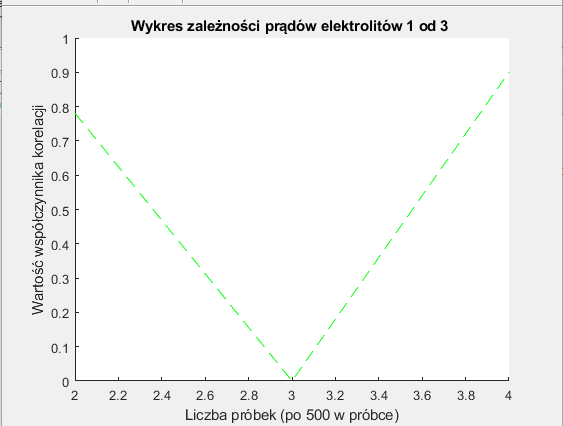 Wykres zależności prądów elektrolitów 1 od 3
1
0.9
0.8
0.7
0.6
0.5
0.4
0.3
0.2
0.1
0
Wartość współczynnika korelacji
2 2.2 2.4 2.6 2.8 3 3.2 3.4 3.6 3.8 4
Liczba próbek (po 500 w próbce)